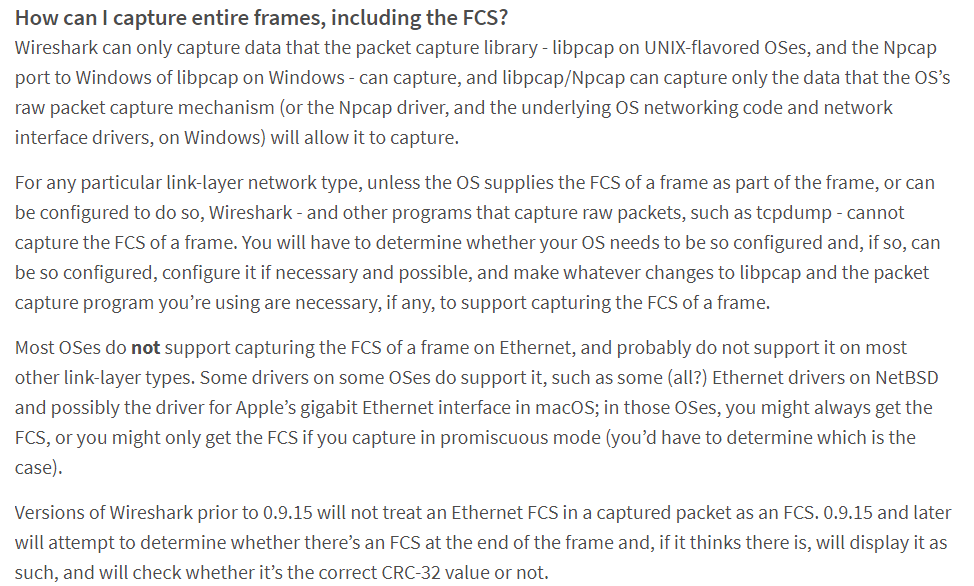 How can I capture entire frames, including the FCS?
Wireshark can only capture data that the packet capture library - libpcap on UNIX-flavored OSes, and the Npcap
port to Windows of libpcap on Windows - can capture, and libpcap/Npcap can capture only the data that the OS’s
raw packet capture mechanism (or the Npcap driver, and the underlying OS networking code and network
interface drivers, on Windows) will allow it to capture.
For any particular link-layer network type, unless the OS supplies the FCS of a frame as part of the frame, or can
be configured to do so, Wireshark - and other programs that capture raw packets, such as tcpdump - cannot
capture the FCS of a frame. You will have to determine whether your OS needs to be so configured and, if so, can
be so configured, configure it if necessary and possible, and make whatever changes to libpcap and the packet
capture program you’re using are necessary, if any, to support capturing the FCS of a frame.
Most OSes do not support capturing the FCS of a frame on Ethernet, and probably do not support it on most
other link-layer types. Some drivers on some OSes do support it, such as some (all?) Ethernet drivers on NetBSD
and possibly the driver for Apple’s gigabit Ethernet interface in macOS; in those OSes, you might always get the
FCS, or you might only get the FCS if you capture in promiscuous mode (you’d have to determine which is the
case).
Versions of Wireshark prior to 0.9.15 will not treat an Ethernet FCS in a captured packet as an FCS. 0.9.15 and later
will attempt to determine whether there’s an FCS at the end of the frame and, if it thinks there is, will display it as
such, and will check whether it’s the correct CRC-32 value or not.